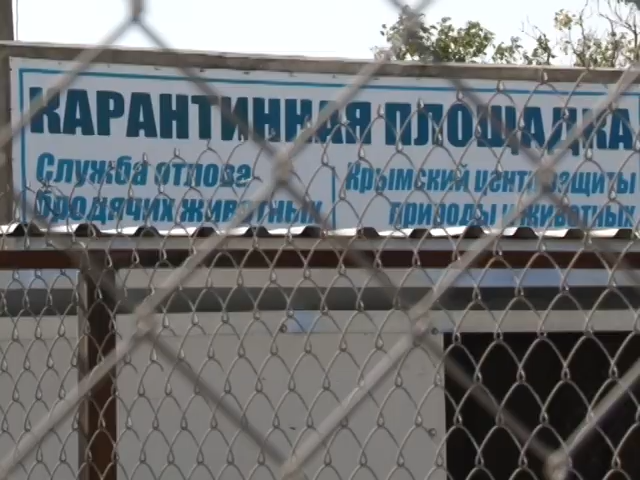 КАРАНТИННАЯ ПЛОЩАДКА
Служба отлова
бродячих животных
Крымский центр защиты
природы и животных